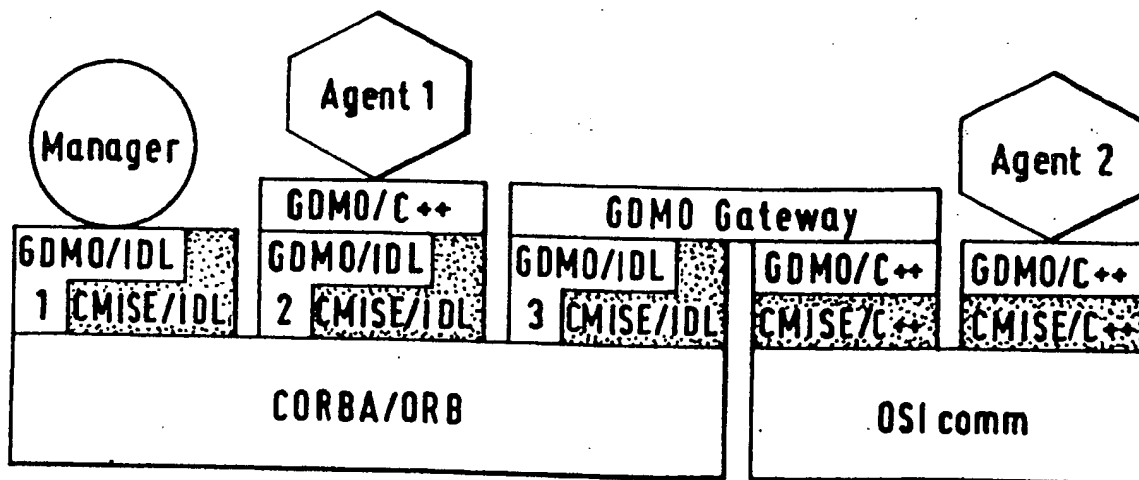 Agent 1
Manager
Agent 2
GDMO/C++
GDMO Gateway
GDMO/IDL
GDMO/IDL
GDMO/IDL
GDMO/C++
GDMO/C++
1 CMISE/IDL
2 CMISE/IDL
3 CMISE/IDL
CMISE/C++
CMISE/C++
CORBA/ORB
OSI comm